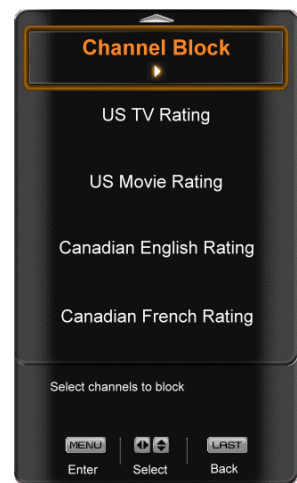 Channel Block
US TV Rating
US Movie Rating
Canadian English Rating
Canadian French Rating
Select channels to block
MENU LAST
Enter Select Back